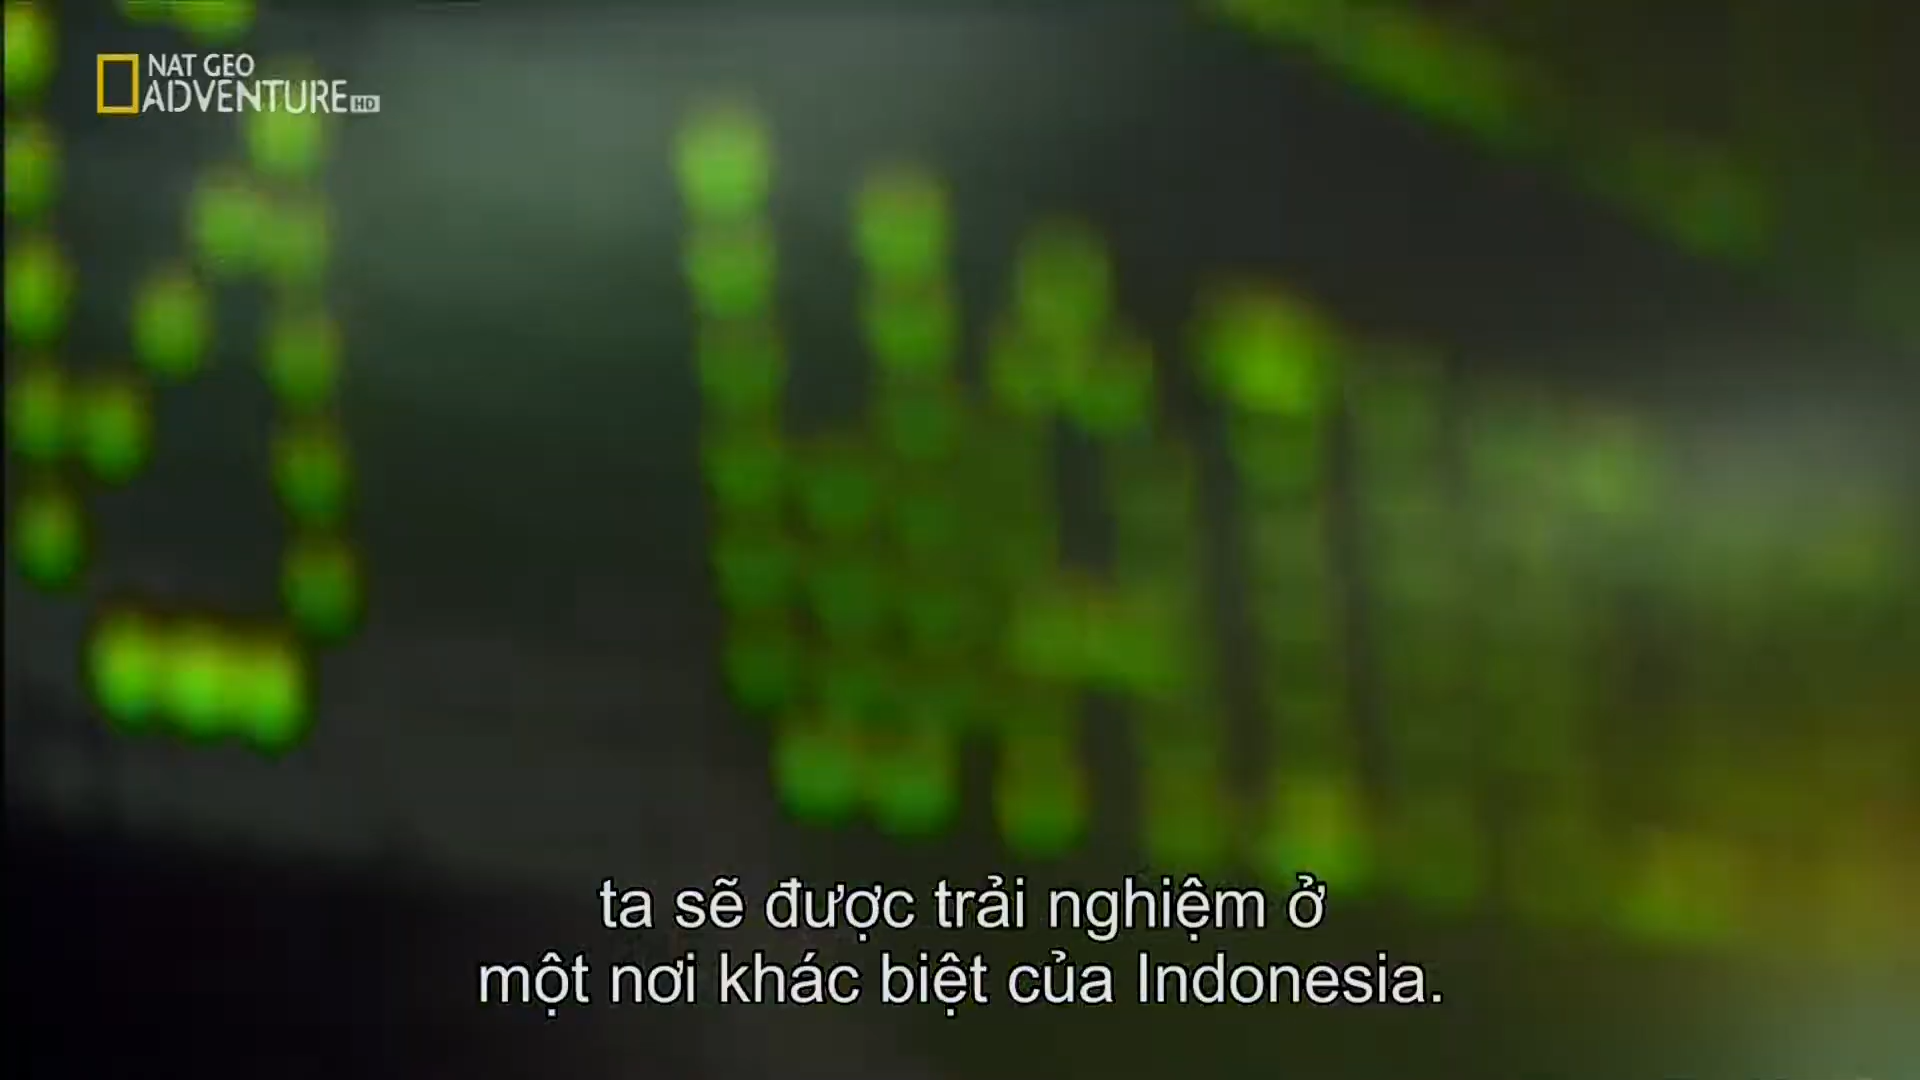 NAT GEO
ADVENTURE HD
ta sẽ được trải nghiệm ở
một nơi khác biệt của Indonesia.